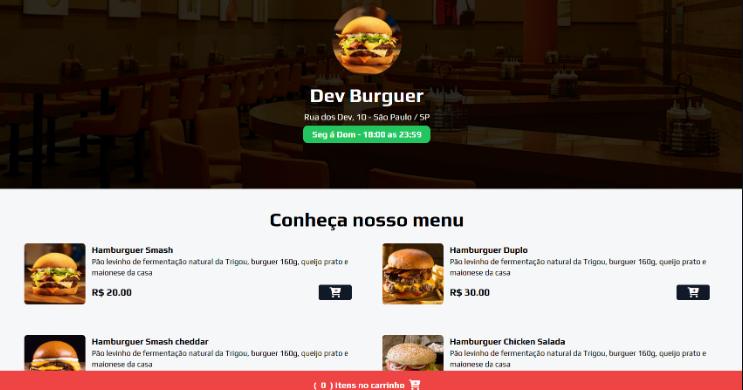 Dev Burguer
Rua dos Dev, 10 - São Paulo / SP
Seg á Dom - 18:00 as 23:59
Conheça nosso menu
Hamburguer Smash
Pão levinho de fermentação natural da Trigou, burguer 160g, queijo prato e
maionese da casa
R$ 20.00
Hamburguer Duplo
Pão levinho de fermentação natural da Trigou, burguer 160g, queijo prato e
maionese da casa
R$ 30.00
Hamburguer Smash cheddar
Pão levinho de fermentação natural da Trigou, burguer 160g, queijo prato e
maionese da casa
Hamburguer Chicken Salada
Pão levinho de fermentação natural da Trigou, burguer 160g, queijo prato e
maionese da casa
( 0 ) Itens no carrinho